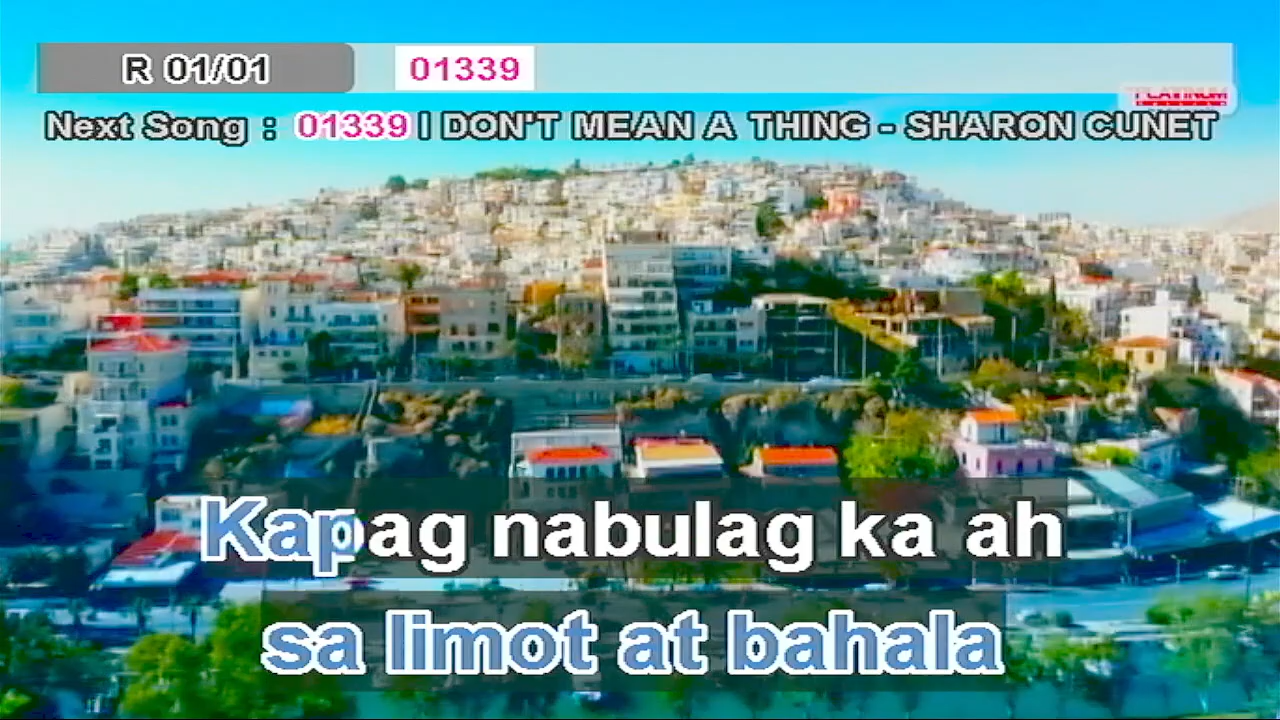 R 01/01
01339
PLATINUM
Next Song : 01339 I DON'T MEAN A THING - SHARON CUNET
Kapag nabulag ka ah
sa limot at bahala